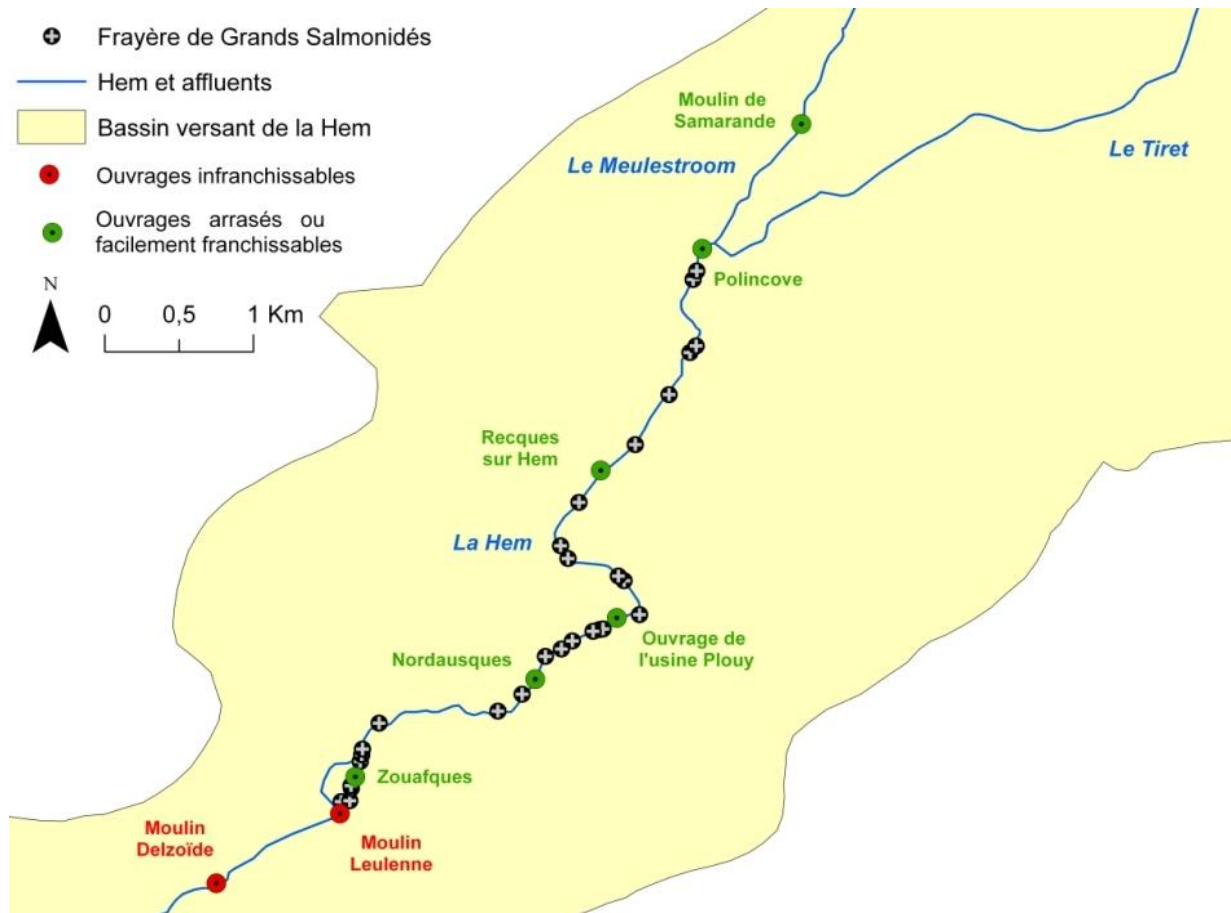 Frayère de Grands Salmonidés
Hem et affluents
Bassin versant de la Hem
Ouvrages infranchissables
Ouvrages arrasés ou
facilement franchissables
N
0 0,5 1 Km
Moulin de
Samarande
Le Meulestroom
Le Tiret
Polincove
Recques
sur Hem
La Hem
Ouvrage de
l'usine Plouy
Nordausques
Zouafques
Moulin
Delzoïde
Moulin
Leulenne